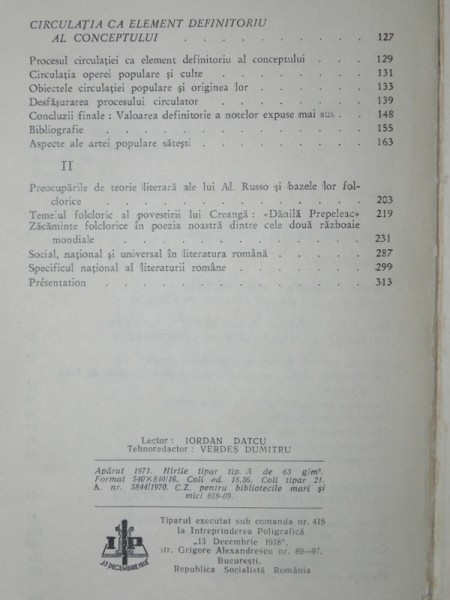 CIRCULAȚIA CA ELEMENT DEFINITORIU
AL CONCEPTULUI . . . . . . . . . 127
Procesul circulației ca element definitoriu al conceptului . . . 129
Circulația operei populare și culte . . . . . . . 131
Obiectele circulației populare și originea lor . . . . . . 133
Desfășurarea procesului circulator . . . . . . . 139
Concluzii finale : Valoarea definitorie a notelor expuse mai sus . . 148
Bibliografie . . . . . . . . . . . . 155
Aspecte ale artei populare sătești . . . . . . . 163
II
Preocupările de teorie literară ale lui Al. Russo și bazele lor fol-
clorice . . . . . . . . . . . . 203
Temeiul folcloric al povestirii lui Creangă : «Dănilă Prepeleac» 219
Zăcăminte folclorice în poezia noastră dintre cele două războaie
mondiale . . . . . . . . . . . . 231
Social, național și universal în literatura română . . . . 287
Specificul național al literaturii române . . . . . . 299
Présentation . . . . . . . . . . . . 313
Lector : IORDAN DATCU
Tehnoredactor : VERDEȘ DUMITRU
Apărut 1971. Hîrtie tipar tip. A de 63 g/m².
Format 540×840/16. Coli ed. 18,36. Coli tipar 21.
A. nr. 5844/1970. C.Z. pentru bibliotecile mari și
mici 859-09.
Tiparul executat sub comanda nr. 418
la Intreprinderea Poligrafică
„13 Decembrie 1918",
str. Grigore Alexandrescu nr. 89—97,
București,
Republica Socialistă România
IP
„13 DECEMBRIE 1918"